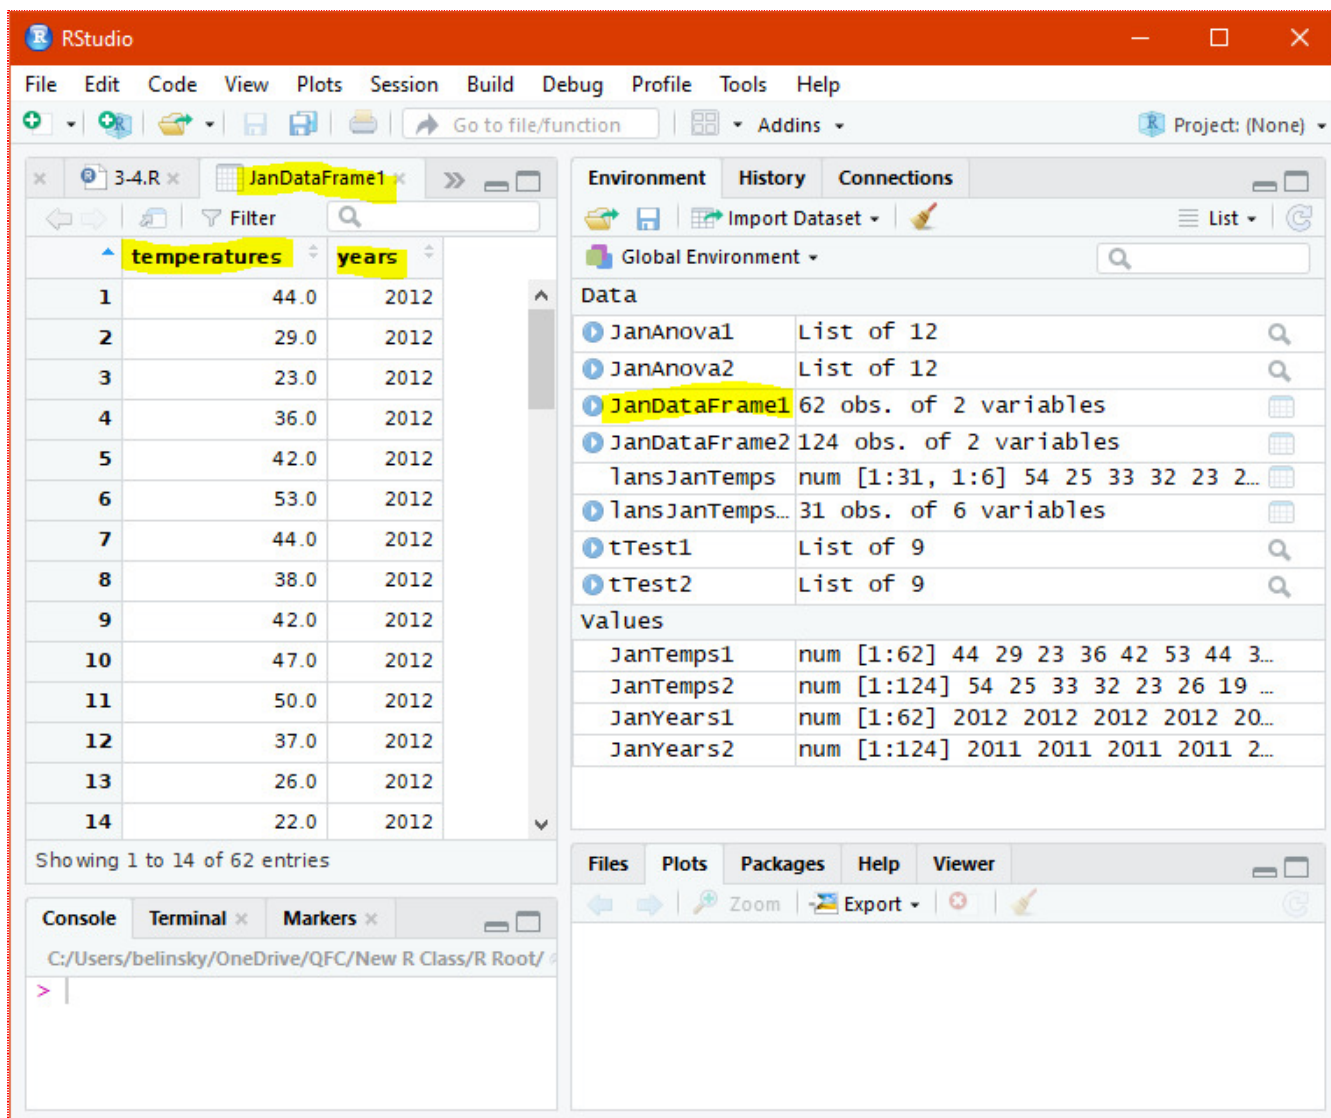 RStudio
File Edit Code View Plots Session Build Debug Profile Tools Help
Go to file/function Addins Project: (None)
3-4.R JanDataFrame1
Filter
temperatures years
1 44.0 2012
2 29.0 2012
3 23.0 2012
4 36.0 2012
5 42.0 2012
6 53.0 2012
7 44.0 2012
8 38.0 2012
9 42.0 2012
10 47.0 2012
11 50.0 2012
12 37.0 2012
13 26.0 2012
14 22.0 2012
Showing 1 to 14 of 62 entries
Console Terminal Markers
C:/Users/belinsky/OneDrive/QFC/New R Class/R Root/
>
Environment History Connections
Import Dataset List
Global Environment
Data
JanAnova1 List of 12
JanAnova2 List of 12
JanDataFrame1 62 obs. of 2 variables
JanDataFrame2 124 obs. of 2 variables
lansJanTemps num [1:31, 1:6] 54 25 33 32 23 2…
lansJanTemps… 31 obs. of 6 variables
tTest1 List of 9
tTest2 List of 9
Values
JanTemps1 num [1:62] 44 29 23 36 42 53 44 3…
JanTemps2 num [1:124] 54 25 33 32 23 26 19 …
JanYears1 num [1:62] 2012 2012 2012 2012 20…
JanYears2 num [1:124] 2011 2011 2011 2011 2…
Files Plots Packages Help Viewer
Zoom Export